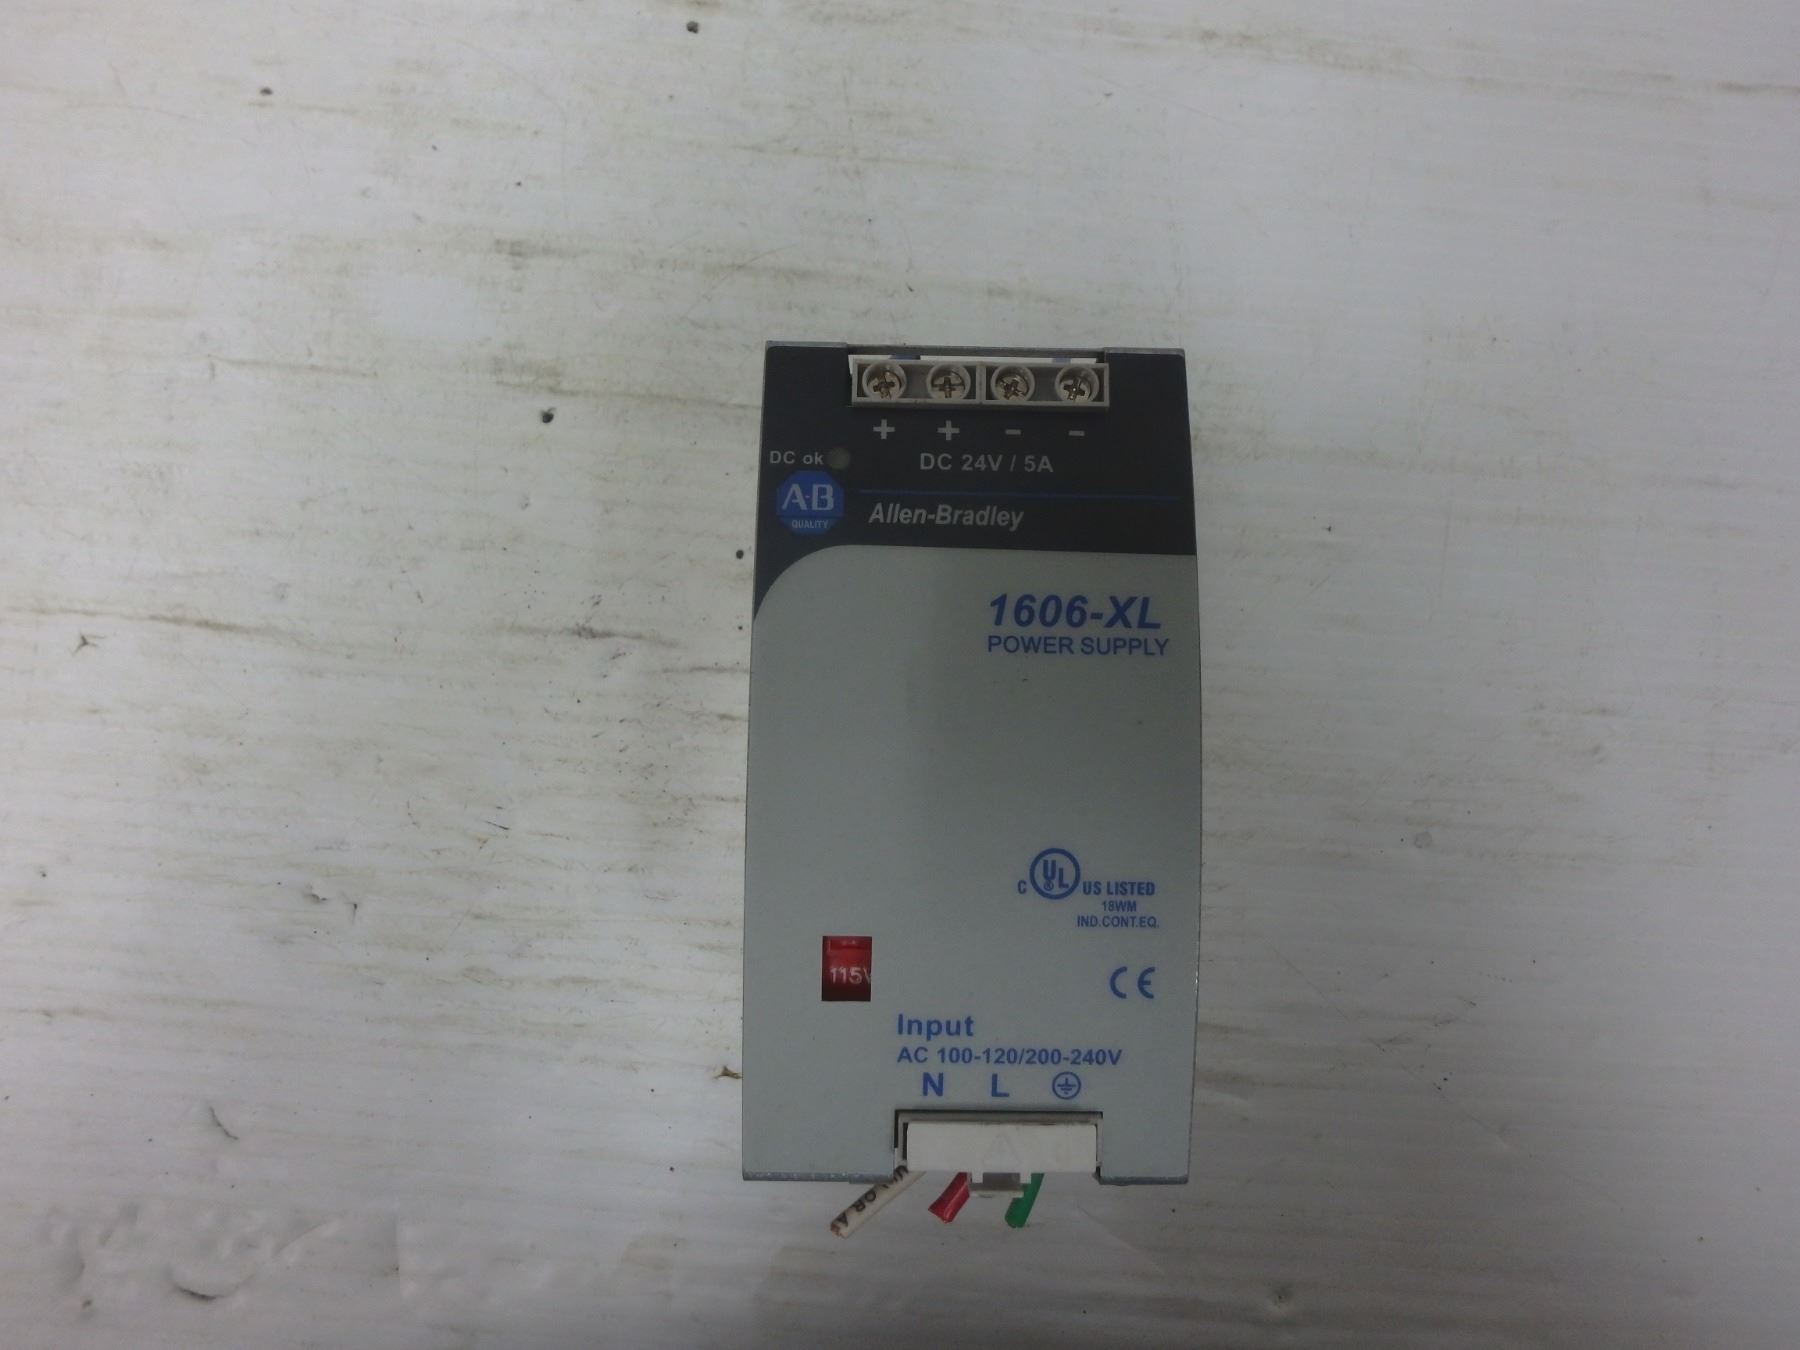 + + - -
DC ok
DC 24V / 5A
A-B
QUALITY
Allen-Bradley
1606-XL
POWER SUPPLY
C UL US LISTED
18WM
IND.CONT.EQ.
115V
CE
Input
AC 100-120/200-240V
N L
OR A